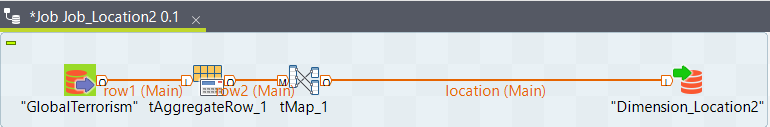 *Job Job_Location2 0.1
O row1 (Main) I O row2 (Main) M O location (Main) I
"GlobalTerrorism" tAggregateRow_1 tMap_1 "Dimension_Location2"